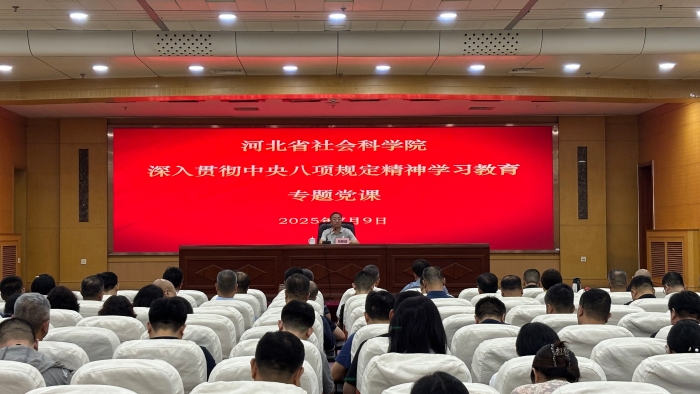 河北省社会科学院
深入贯彻中央八项规定精神学习教育
专题党课
2025年 月9日